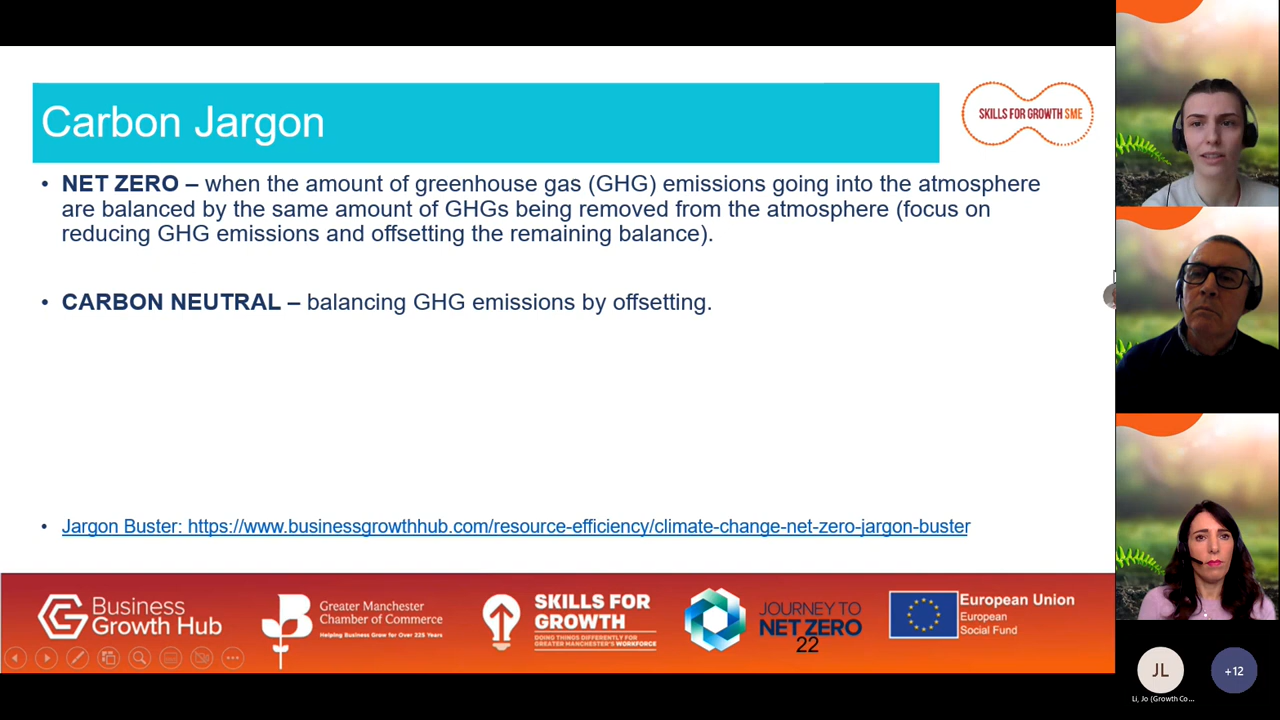 Carbon Jargon
SKILLS FOR GROWTH SME
• NET ZERO – when the amount of greenhouse gas (GHG) emissions going into the atmosphere
are balanced by the same amount of GHGs being removed from the atmosphere (focus on
reducing GHG emissions and offsetting the remaining balance).
• CARBON NEUTRAL – balancing GHG emissions by offsetting.
• Jargon Buster: https://www.businessgrowthhub.com/resource-efficiency/climate-change-net-zero-jargon-buster
Business
Growth Hub
Greater Manchester
Chamber of Commerce
Helping Business Grow for Over 225 Years
SKILLS FOR
GROWTH
DOING THINGS DIFFERENTLY FOR
GREATER MANCHESTER'S WORKFORCE
JOURNEY TO
NET ZERO
22
European Union
European
Social Fund
JL
+12
Li, Jo (Growth Co...